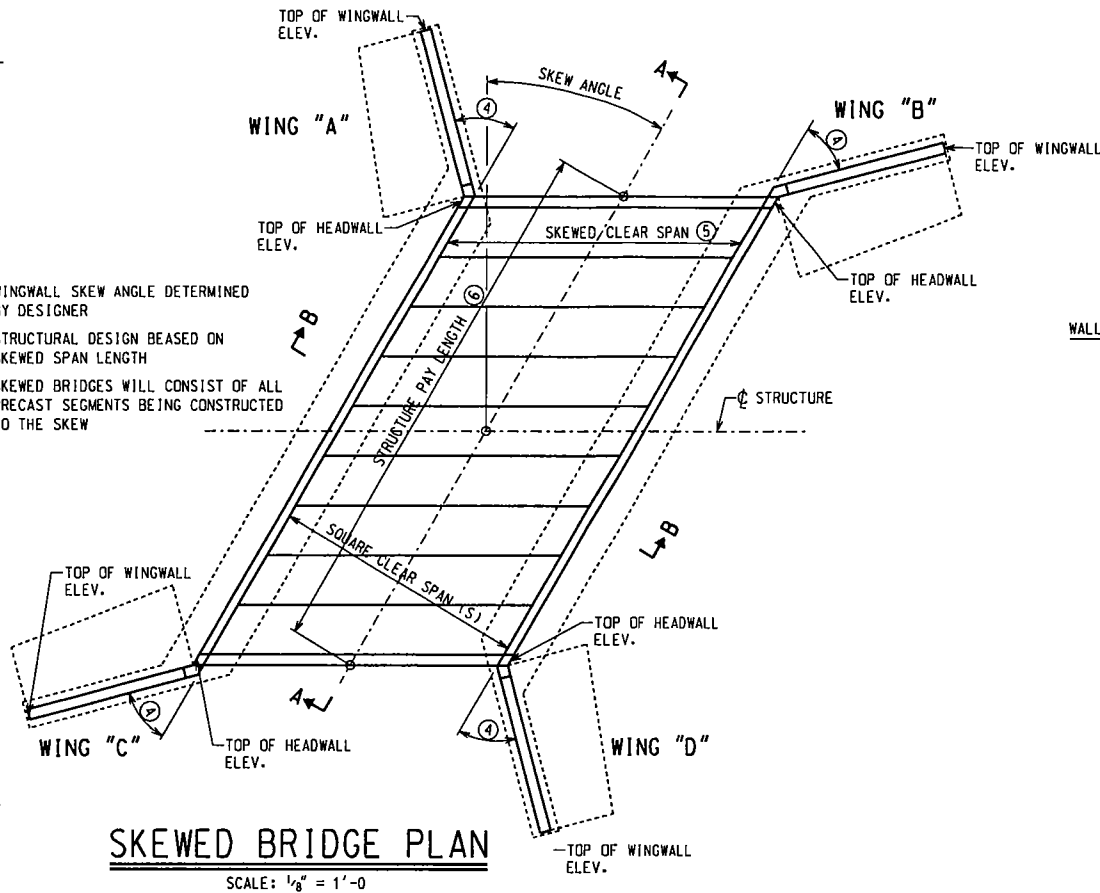 TOP OF WINGWALL
ELEV.
SKEW ANGLE
A
4
WING "A"
WING "B"
4
TOP OF WINGWALL
ELEV.
TOP OF HEADWALL
ELEV.
SKEWED CLEAR SPAN 5
TOP OF HEADWALL
ELEV.
INGWALL SKEW ANGLE DETERMINED
Y DESIGNER
TRUCTURAL DESIGN BEASED ON
KEWED SPAN LENGTH
KEWED BRIDGES WILL CONSIST OF ALL
RECAST SEGMENTS BEING CONSTRUCTED
O THE SKEW
B
STRUCTURE PAY LENGTH 6
WALL
℄ STRUCTURE
SQUARE CLEAR SPAN (S)
B
TOP OF WINGWALL
ELEV.
TOP OF HEADWALL
ELEV.
A
4
4
WING "C"
TOP OF HEADWALL
ELEV.
WING "D"
SKEWED BRIDGE PLAN
SCALE: 1/8" = 1'-0
TOP OF WINGWALL
ELEV.